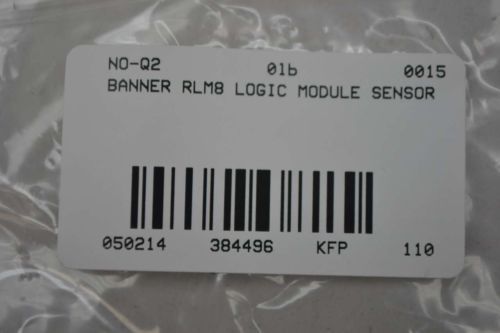 NO-Q2 01b 0015
BANNER RLM8 LOGIC MODULE SENSOR
050214 384496 KFP 110